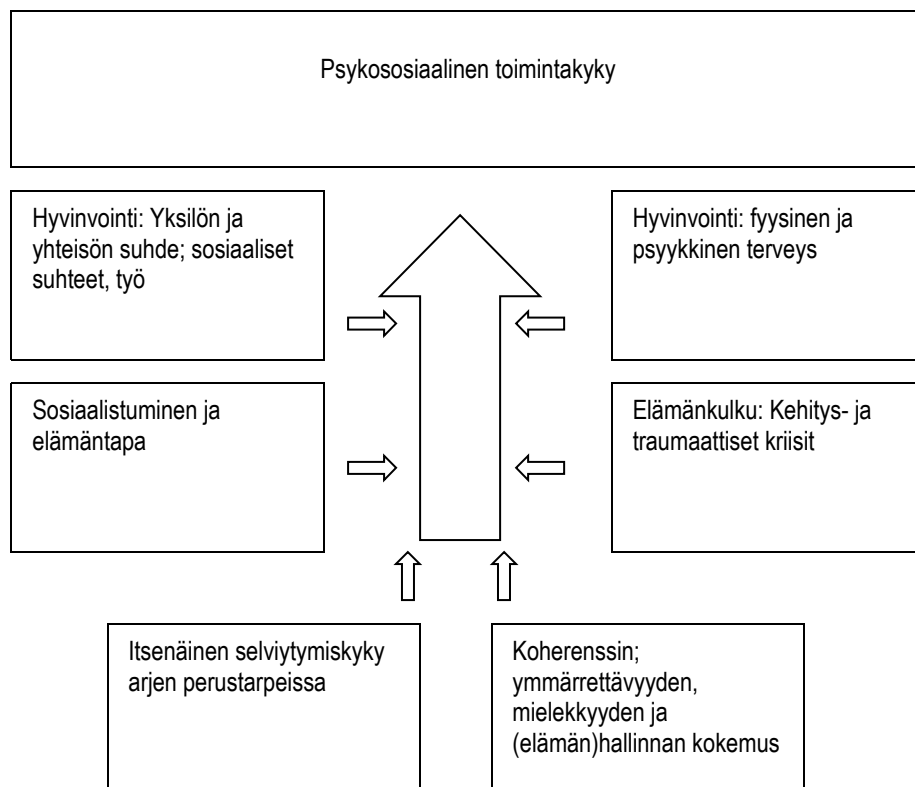 Psykososiaalinen toimintakyky
Hyvinvointi: Yksilön ja
yhteisön suhde; sosiaaliset
suhteet, työ
Hyvinvointi: fyysinen ja
psyykkinen terveys
Sosiaalistuminen ja
elämäntapa
Elämänkulku: Kehitys- ja
traumaattiset kriisit
Itsenäinen selviytymiskyky
arjen perustarpeissa
Koherenssin;
ymmärrettävyyden,
mielekkyyden ja
(elämän)hallinnan kokemus